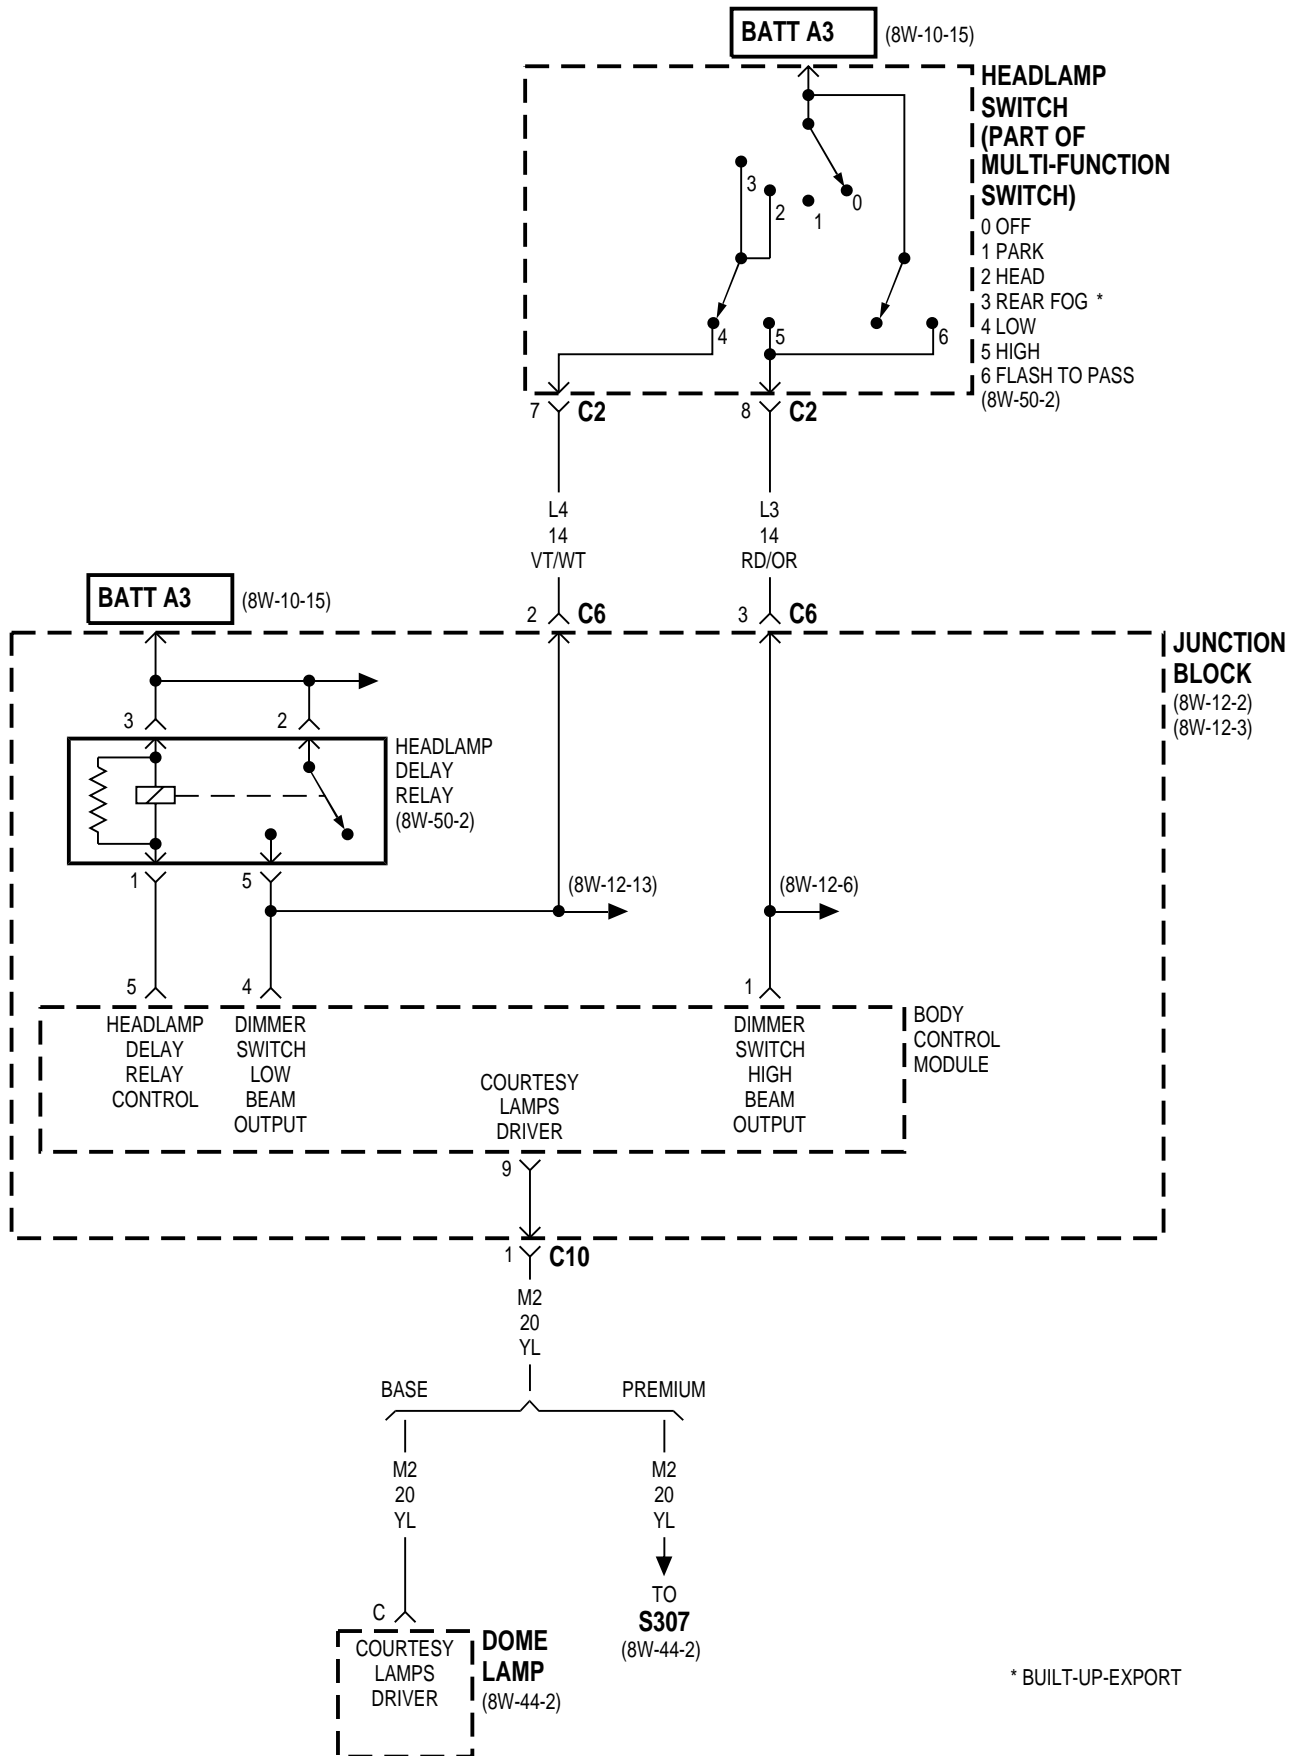 BATT A3 (8W-10-15)
HEADLAMP
SWITCH
(PART OF
MULTI-FUNCTION
SWITCH)
0 OFF
1 PARK
2 HEAD
3 REAR FOG *
4 LOW
5 HIGH
6 FLASH TO PASS
(8W-50-2)
3
2
1
0
4
5
6
7 C2
8 C2
L4
14
VT/WT
L3
14
RD/OR
BATT A3 (8W-10-15)
2 C6
3 C6
JUNCTION
BLOCK
(8W-12-2)
(8W-12-3)
3
2
HEADLAMP
DELAY
RELAY
(8W-50-2)
1
5
(8W-12-13)
(8W-12-6)
5
4
1
HEADLAMP
DELAY
RELAY
CONTROL
DIMMER
SWITCH
LOW
BEAM
OUTPUT
COURTESY
LAMPS
DRIVER
DIMMER
SWITCH
HIGH
BEAM
OUTPUT
BODY
CONTROL
MODULE
9
1 C10
M2
20
YL
BASE
PREMIUM
M2
20
YL
M2
20
YL
TO
S307
(8W-44-2)
C
COURTESY
LAMPS
DRIVER
DOME
LAMP
(8W-44-2)
* BUILT-UP-EXPORT